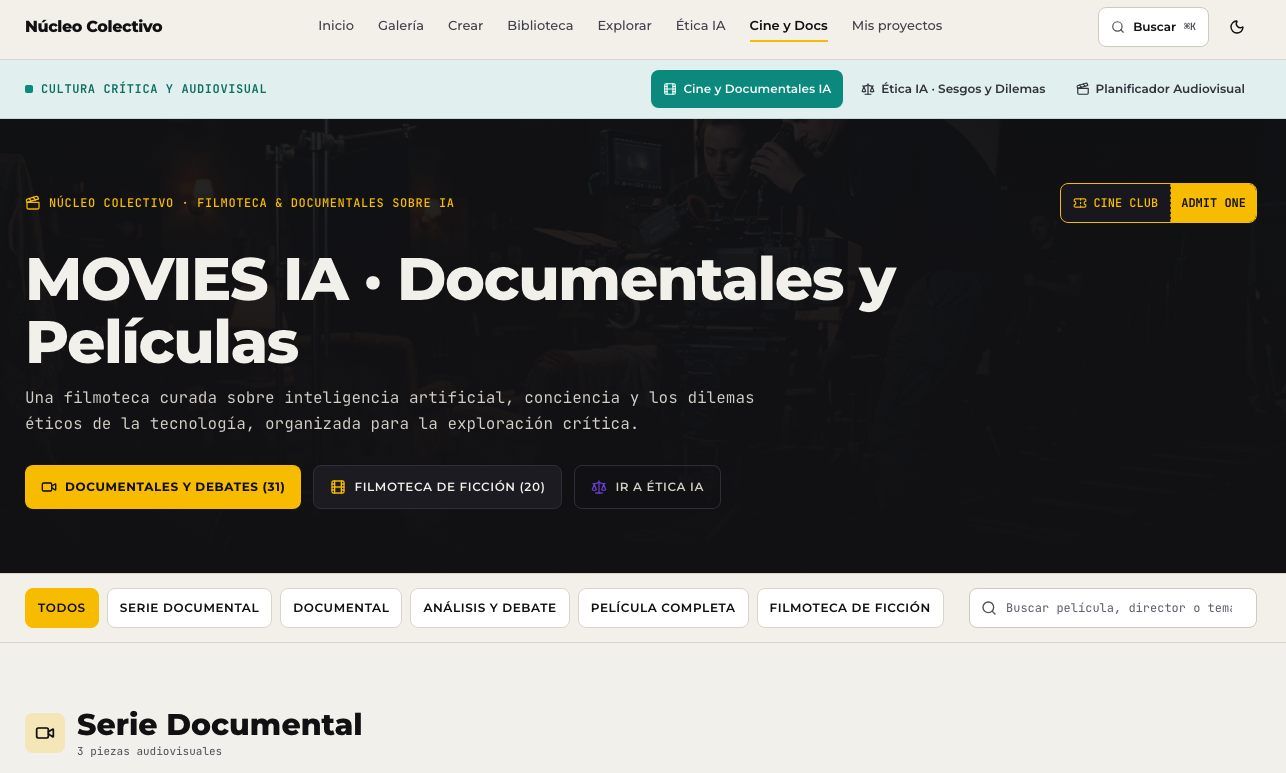 Núcleo Colectivo
Inicio
Galería
Crear
Biblioteca
Explorar
Ética IA
Cine y Docs
Mis proyectos
Buscar ⌘K
CULTURA CRÍTICA Y AUDIOVISUAL
Cine y Documentales IA
Ética IA · Sesgos y Dilemas
Planificador Audiovisual
NÚCLEO COLECTIVO · FILMOTECA & DOCUMENTALES SOBRE IA
CINE CLUB
ADMIT ONE
MOVIES IA · Documentales y
Películas
Una filmoteca curada sobre inteligencia artificial, conciencia y los dilemas
éticos de la tecnología, organizada para la exploración crítica.
DOCUMENTALES Y DEBATES (31)
FILMOTECA DE FICCIÓN (20)
IR A ÉTICA IA
TODOS
SERIE DOCUMENTAL
DOCUMENTAL
ANÁLISIS Y DEBATE
PELÍCULA COMPLETA
FILMOTECA DE FICCIÓN
Buscar película, director o tema
Serie Documental
3 piezas audiovisuales